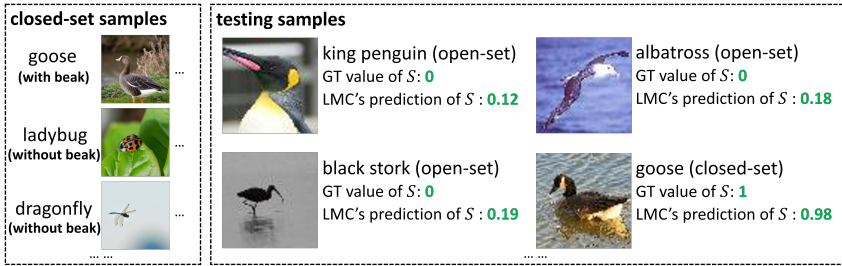 closed-set samples
goose
(with beak)
...
ladybug
(without beak)
...
dragonfly
(without beak)
...
... ...
testing samples
king penguin (open-set)
GT value of S: 0
LMC's prediction of S : 0.12
albatross (open-set)
GT value of S: 0
LMC's prediction of S : 0.18
black stork (open-set)
GT value of S: 0
LMC's prediction of S : 0.19
goose (closed-set)
GT value of S: 1
LMC's prediction of S : 0.98
... ...